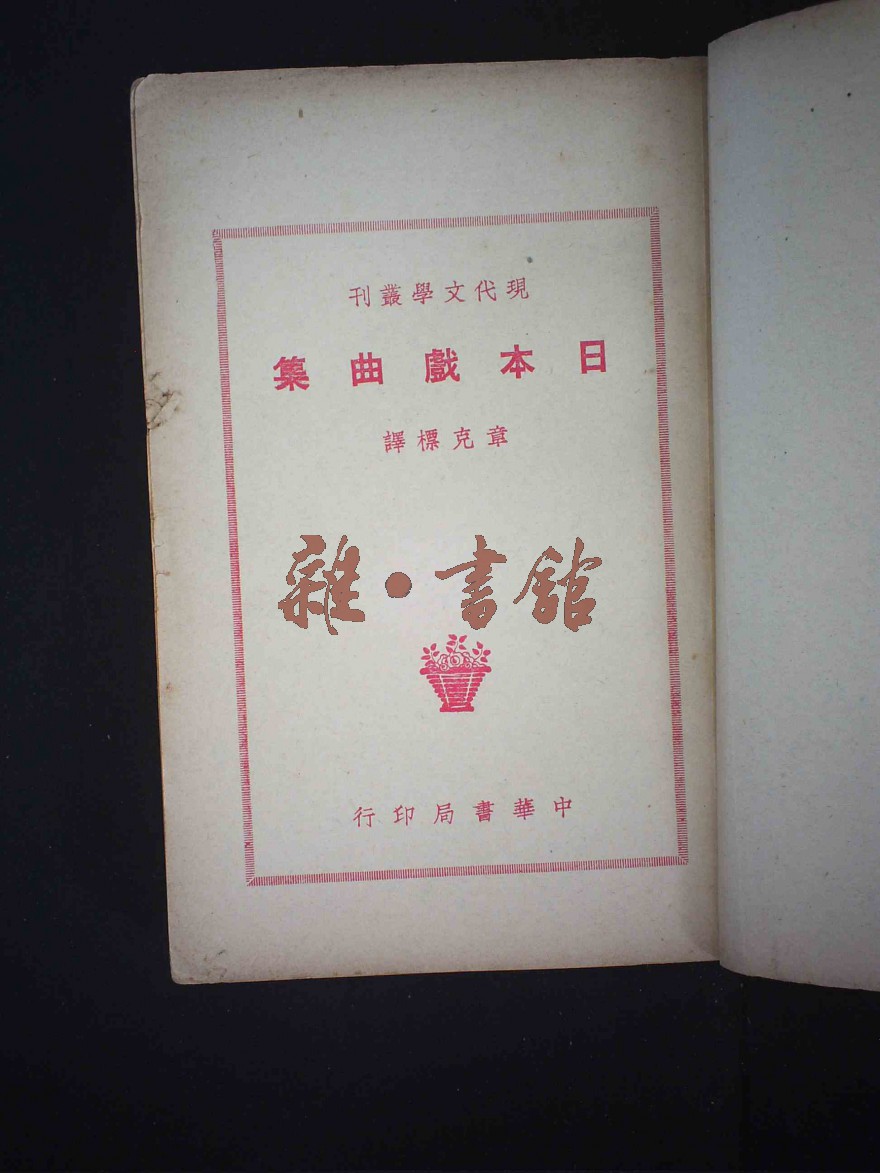 現代文學叢刊
日本戲曲集
章克標譯
雜·書館
中華書局印行